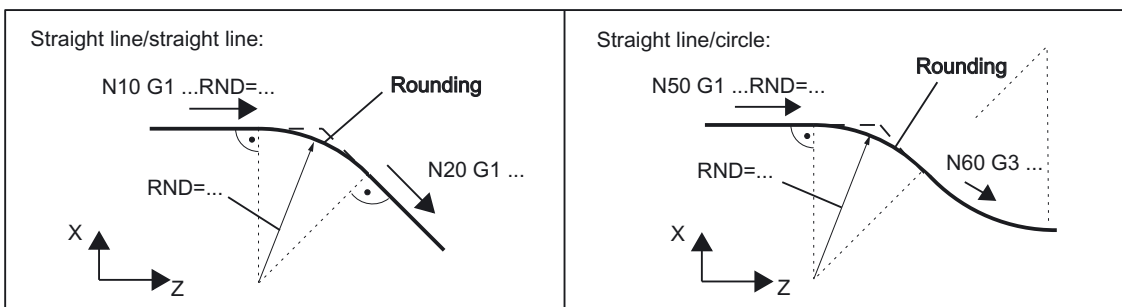 Straight line/straight line:
N10 G1 ...RND=...
Rounding
N20 G1 ...
RND=...
X
Z
Straight line/circle:
N50 G1 ...RND=...
Rounding
N60 G3 ...
RND=...
X
Z